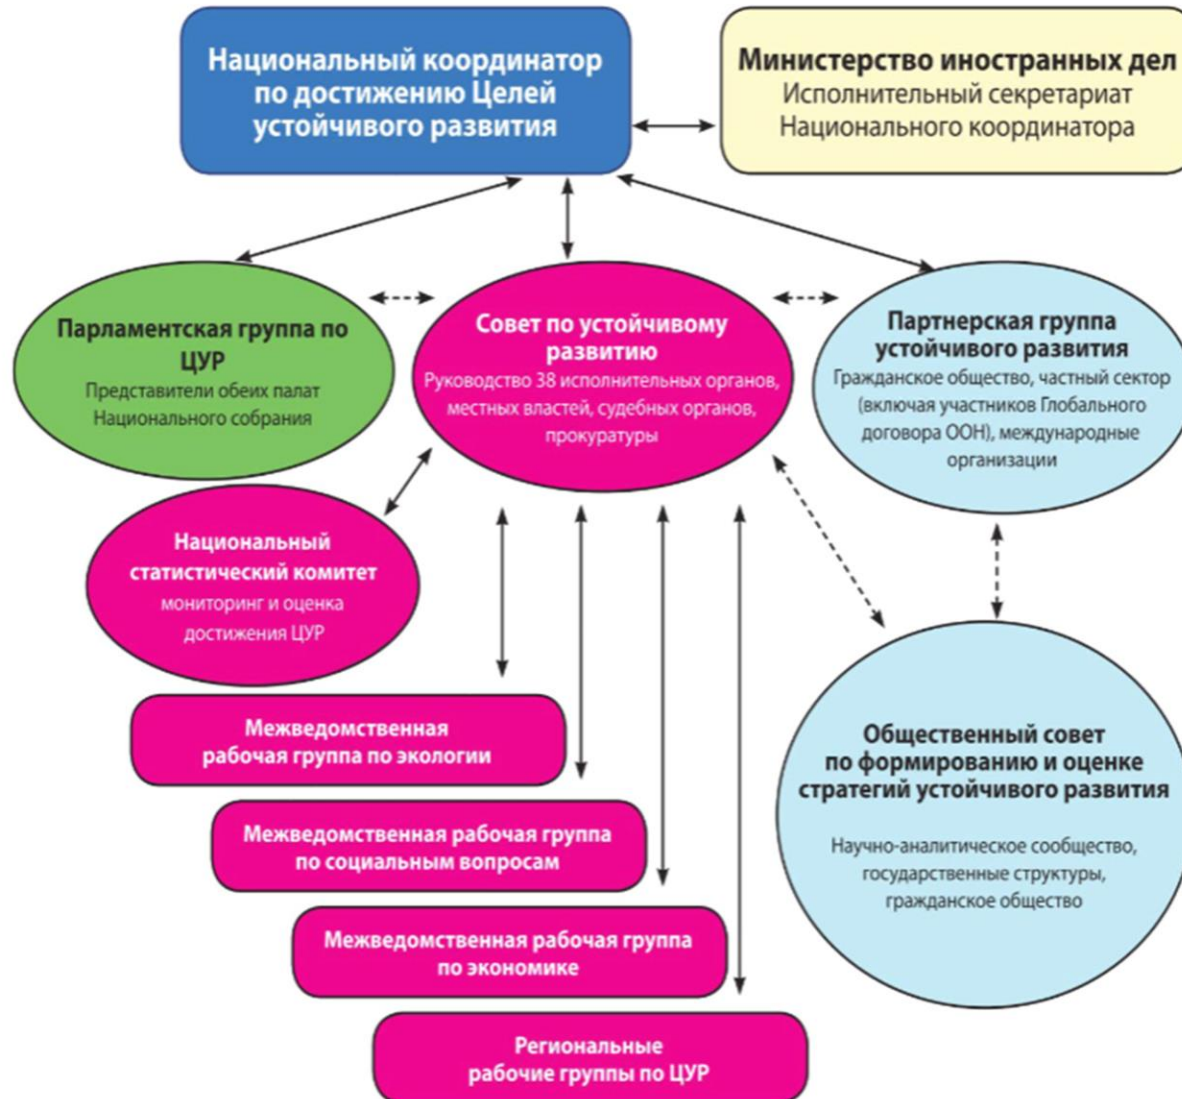 Национальный координатор
по достижению Целей
устойчивого развития
Министерство иностранных дел
Исполнительный секретариат
Национального координатора
Парламентская группа по
ЦУР
Представители обеих палат
Национального собрания
Совет по устойчивому
развитию
Руководство 38 исполнительных органов,
местных властей, судебных органов,
прокуратуры
Партнерская группа
устойчивого развития
Гражданское общество, частный сектор
(включая участников Глобального
договора ООН), международные
организации
Национальный
статистический комитет
мониторинг и оценка
достижения ЦУР
Межведомственная
рабочая группа по экологии
Межведомственная рабочая группа
по социальным вопросам
Межведомственная рабочая группа
по экономике
Региональные
рабочие группы по ЦУР
Общественный совет
по формированию и оценке
стратегий устойчивого развития
Научно-аналитическое сообщество,
государственные структуры,
гражданское общество